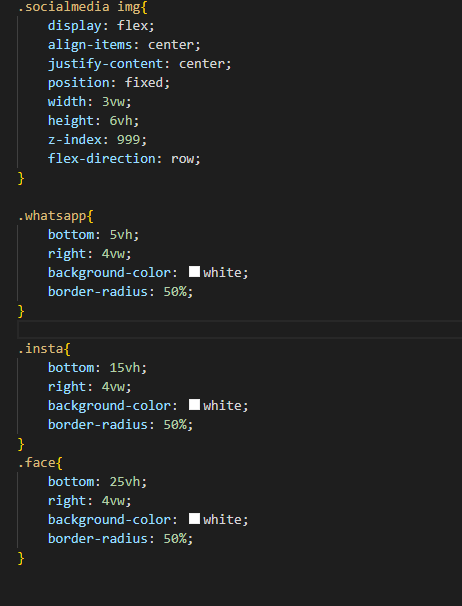 .socialmedia img{
display: flex;
align-items: center;
justify-content: center;
position: fixed;
width: 3vw;
height: 6vh;
z-index: 999;
flex-direction: row;
}
.whatsapp{
bottom: 5vh;
right: 4vw;
background-color: white;
border-radius: 50%;
}
.insta{
bottom: 15vh;
right: 4vw;
background-color: white;
border-radius: 50%;
}
.face{
bottom: 25vh;
right: 4vw;
background-color: white;
border-radius: 50%;
}